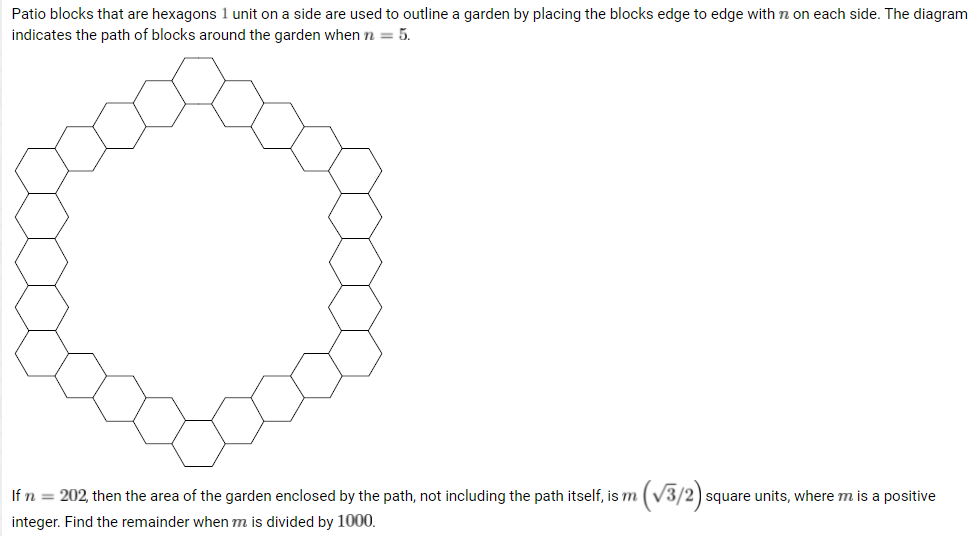 Patio blocks that are hexagons 1 unit on a side are used to outline a garden by placing the blocks edge to edge with n on each side. The diagram
indicates the path of blocks around the garden when n = 5.
If n = 202, then the area of the garden enclosed by the path, not including the path itself, is m (√3/2) square units, where m is a positive
integer. Find the remainder when m is divided by 1000.